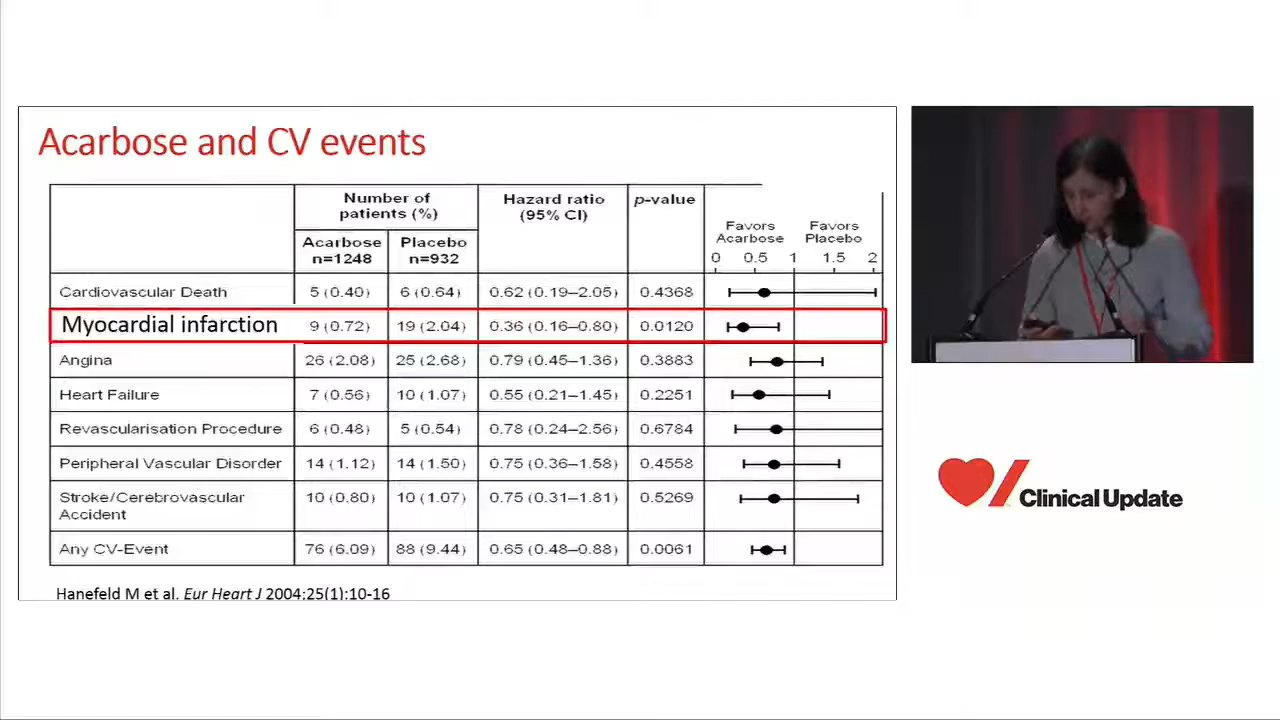 Acarbose and CV events
Number of
patients (%)
Hazard ratio
(95% CI)
p-value
Favors
Acarbose
Favors
Placebo
Acarbose
n=1248
Placebo
n=932
0 0.5 1 1.5 2
Cardiovascular Death 5 (0.40) 6 (0.64) 0.62 (0.19–2.05) 0.4368
Myocardial infarction 9 (0.72) 19 (2.04) 0.36 (0.16–0.80) 0.0120
Angina 26 (2.08) 25 (2.68) 0.79 (0.45–1.36) 0.3883
Heart Failure 7 (0.56) 10 (1.07) 0.55 (0.21–1.45) 0.2251
Revascularisation Procedure 6 (0.48) 5 (0.54) 0.78 (0.24–2.56) 0.6784
Peripheral Vascular Disorder 14 (1.12) 14 (1.50) 0.75 (0.36–1.58) 0.4558
Stroke/Cerebrovascular 10 (0.80) 10 (1.07) 0.75 (0.31–1.81) 0.5269
Accident
Any CV-Event 76 (6.09) 88 (9.44) 0.65 (0.48–0.88) 0.0061
Hanefeld M et al. Eur Heart J 2004;25(1):10-16
Clinical Update